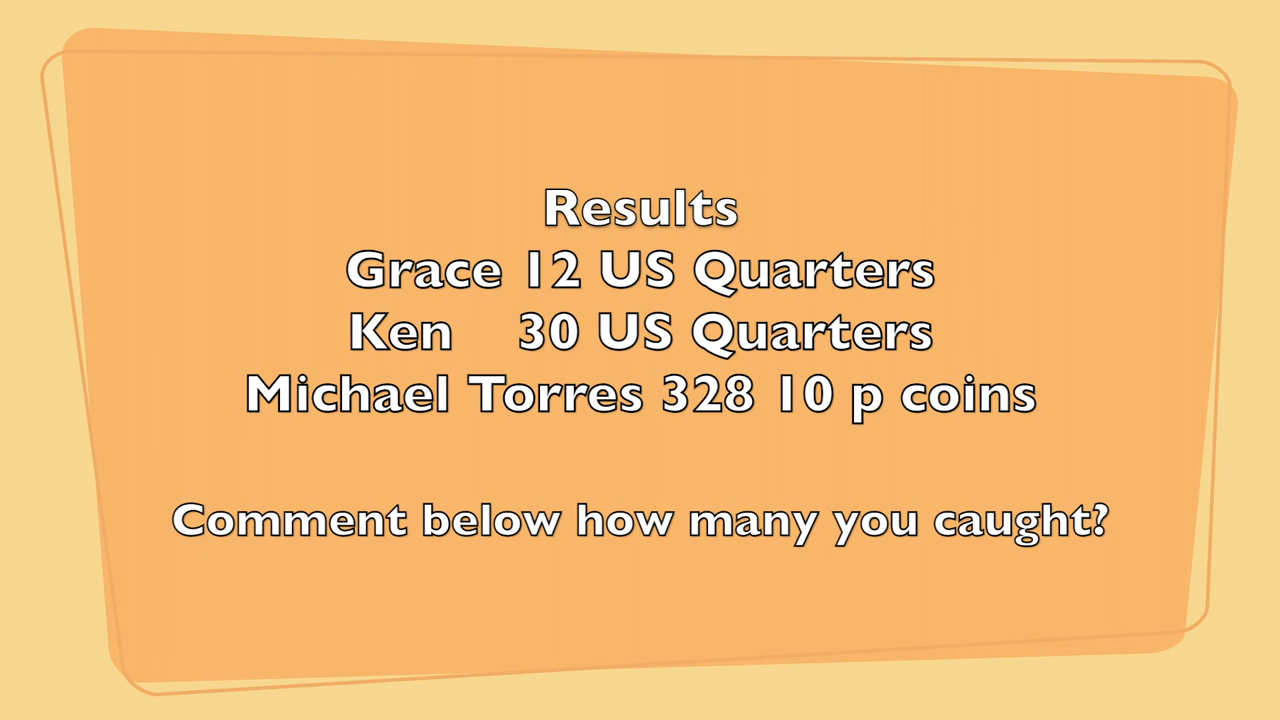 Results
Grace 12 US Quarters
Ken 30 US Quarters
Michael Torres 328 10 p coins
Comment below how many you caught?